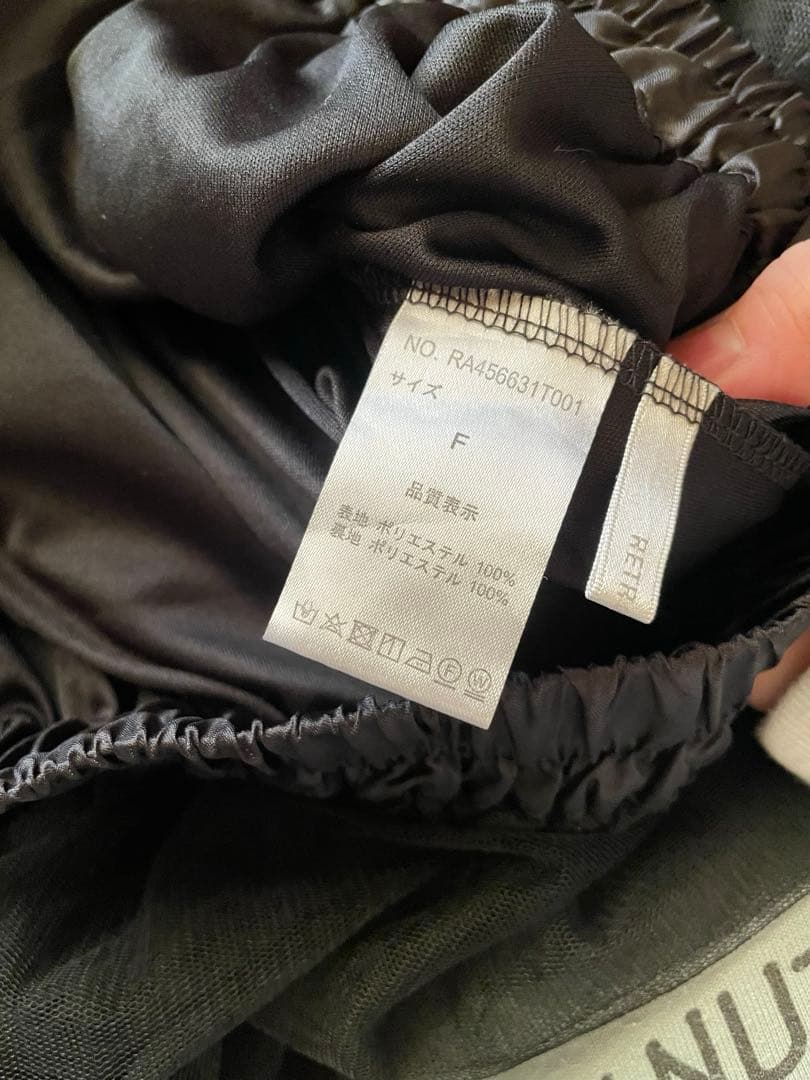 NO. RA456631T001
サイズ
F
品質表示
表地 ポリエステル 100%
裏地 ポリエステル 100%
F
W
RETR
NUT